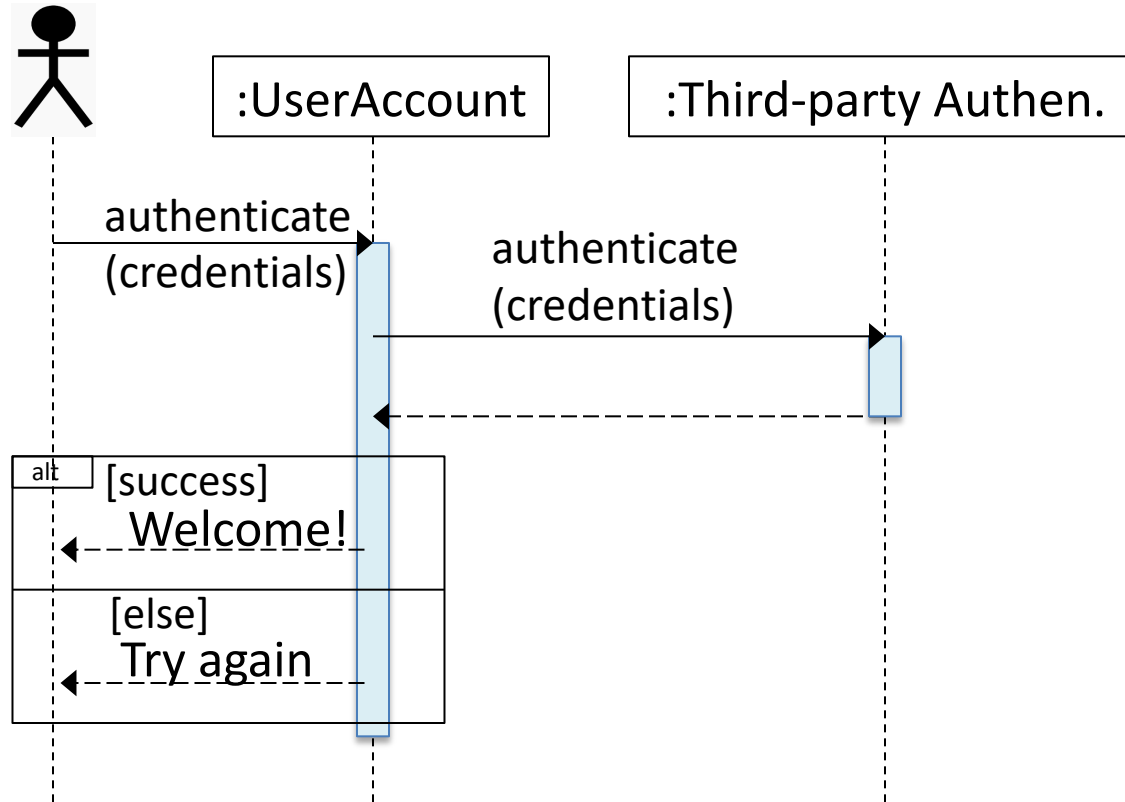 :UserAccount
:Third-party Authen.
authenticate
(credentials)
authenticate
(credentials)
alt
[success]
Welcome!
[else]
Try again